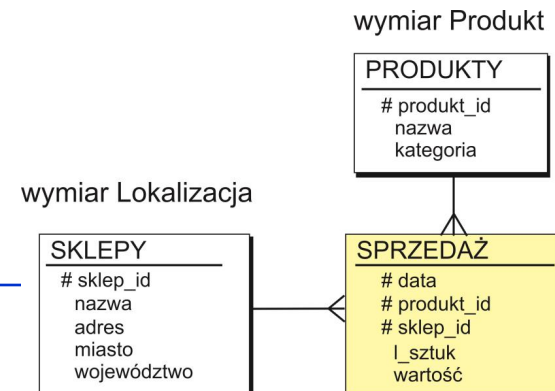 wymiar Produkt
PRODUKTY
# produkt_id
nazwa
kategoria
wymiar Lokalizacja
SKLEPY
# sklep_id
nazwa
adres
miasto
województwo
SPRZEDAŻ
# data
# produkt_id
# sklep_id
l_sztuk
wartość